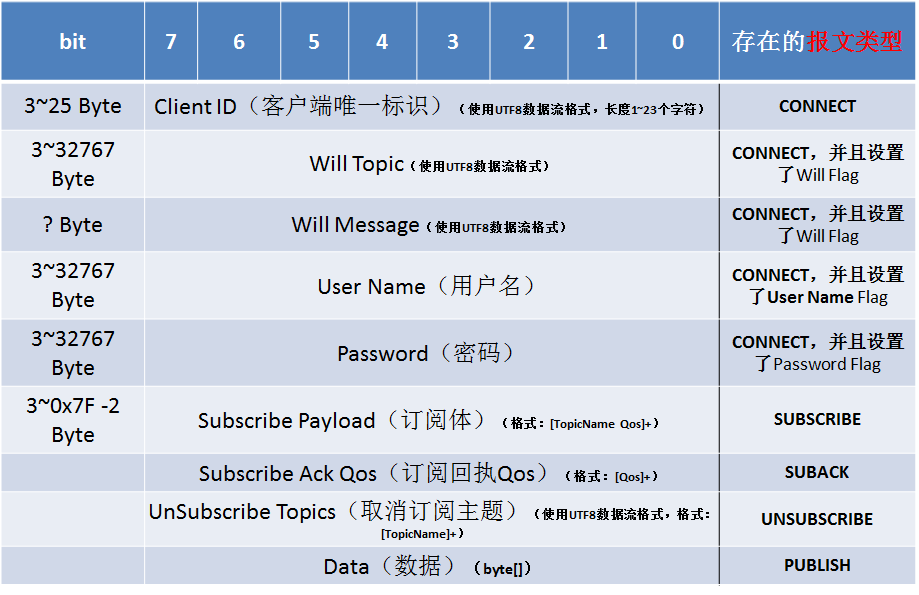 bit 7 6 5 4 3 2 1 0 存在的报文类型
3~25 Byte Client ID（客户端唯一标识）（使用UTF8数据流格式，长度1~23个字符） CONNECT
3~32767
Byte
Will Topic（使用UTF8数据流格式）
CONNECT，并且设置
了Will Flag
? Byte Will Message（使用UTF8数据流格式）
CONNECT，并且设置
了Will Flag
3~32767
Byte
User Name（用户名）
CONNECT，并且设置
了User Name Flag
3~32767
Byte
Password（密码）
CONNECT，并且设置
了Password Flag
3~0x7F -2
Byte
Subscribe Payload（订阅体）（格式：[TopicName Qos]+）
SUBSCRIBE
Subscribe Ack Qos（订阅回执Qos）（格式：[Qos]+） SUBACK
UnSubscribe Topics（取消订阅主题）（使用UTF8数据流格式，格式：
[TopicName]+）
UNSUBSCRIBE
Data（数据）（byte[]） PUBLISH